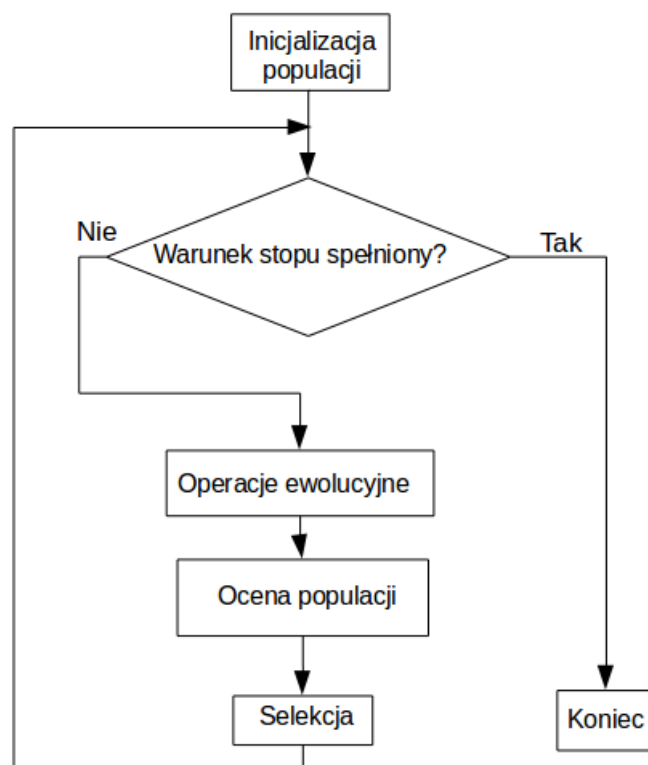 Inicjalizacja
populacji
Nie
Warunek stopu spełniony?
Tak
Operacje ewolucyjne
Ocena populacji
Selekcja
Koniec